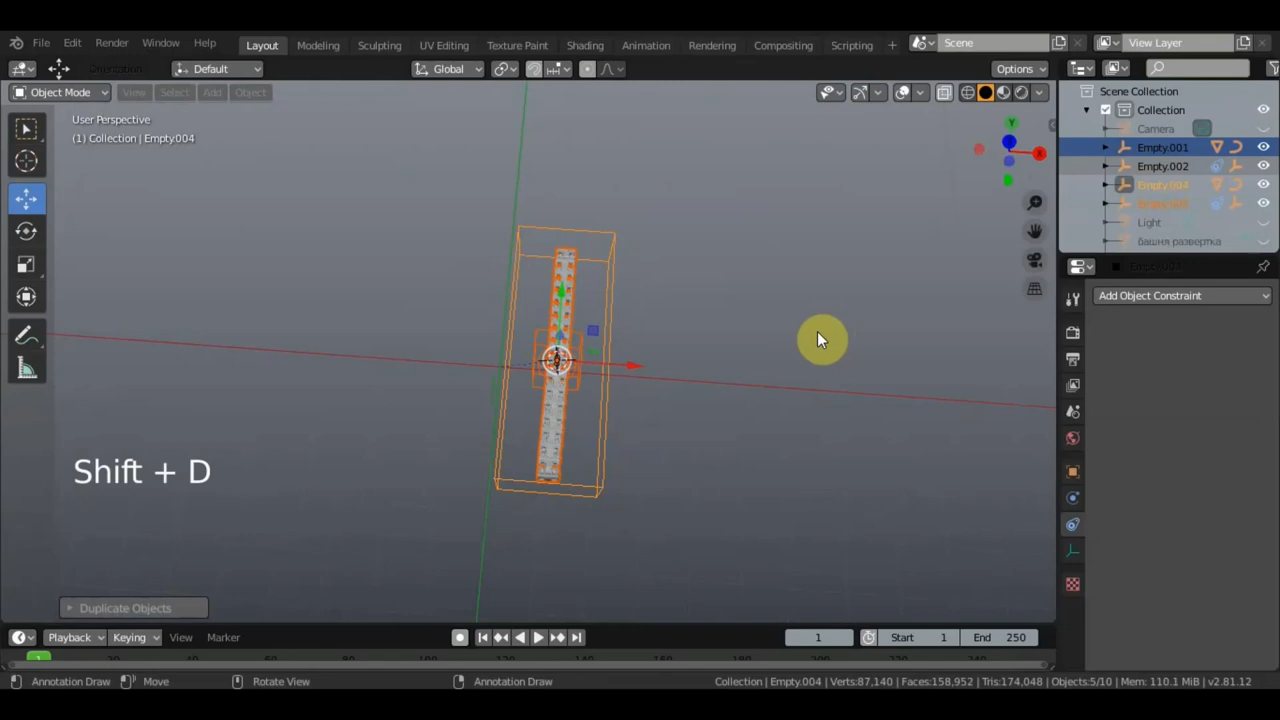 File Edit Render Window Help Layout Modeling Sculpting UV Editing Texture Paint Shading Animation Rendering Compositing Scripting + Scene View Layer
Orientation Default Global Options
Object Mode View Select Add Object
User Perspective
(1) Collection | Empty.004
Y
X
Scene Collection
Collection
Camera
Empty.001
Empty.002
Empty.004
Light
башня развертка
Add Object Constraint
Shift + D
Duplicate Objects
Playback Keying View Marker 1 Start 1 End 250
1
Annotation Draw Move Rotate View Annotation Draw Collection | Empty.004 | Verts:87,140 | Faces:158,952 | Tris:174,048 | Objects:5/10 | Mem: 110.1 MiB | v2.81.12